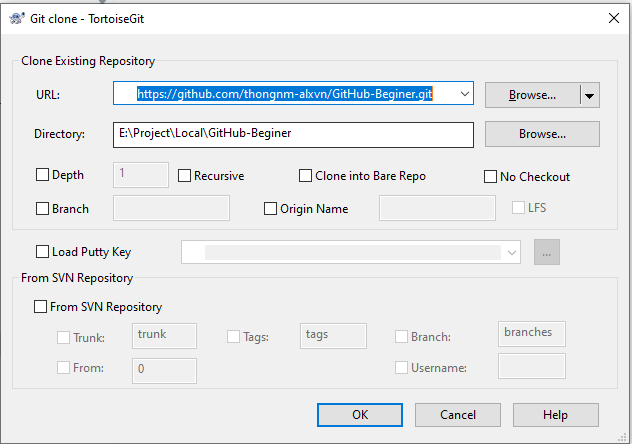 Git clone - TortoiseGit
Clone Existing Repository
URL: https://github.com/thongnm-alxvn/GitHub-Beginer.git Browse...
Directory: E:\Project\Local\GitHub-Beginer Browse...
Depth 1 Recursive Clone into Bare Repo No Checkout
Branch Origin Name LFS
Load Putty Key ...
From SVN Repository
From SVN Repository
Trunk: trunk Tags: tags Branch: branches
From: 0 Username:
OK Cancel Help